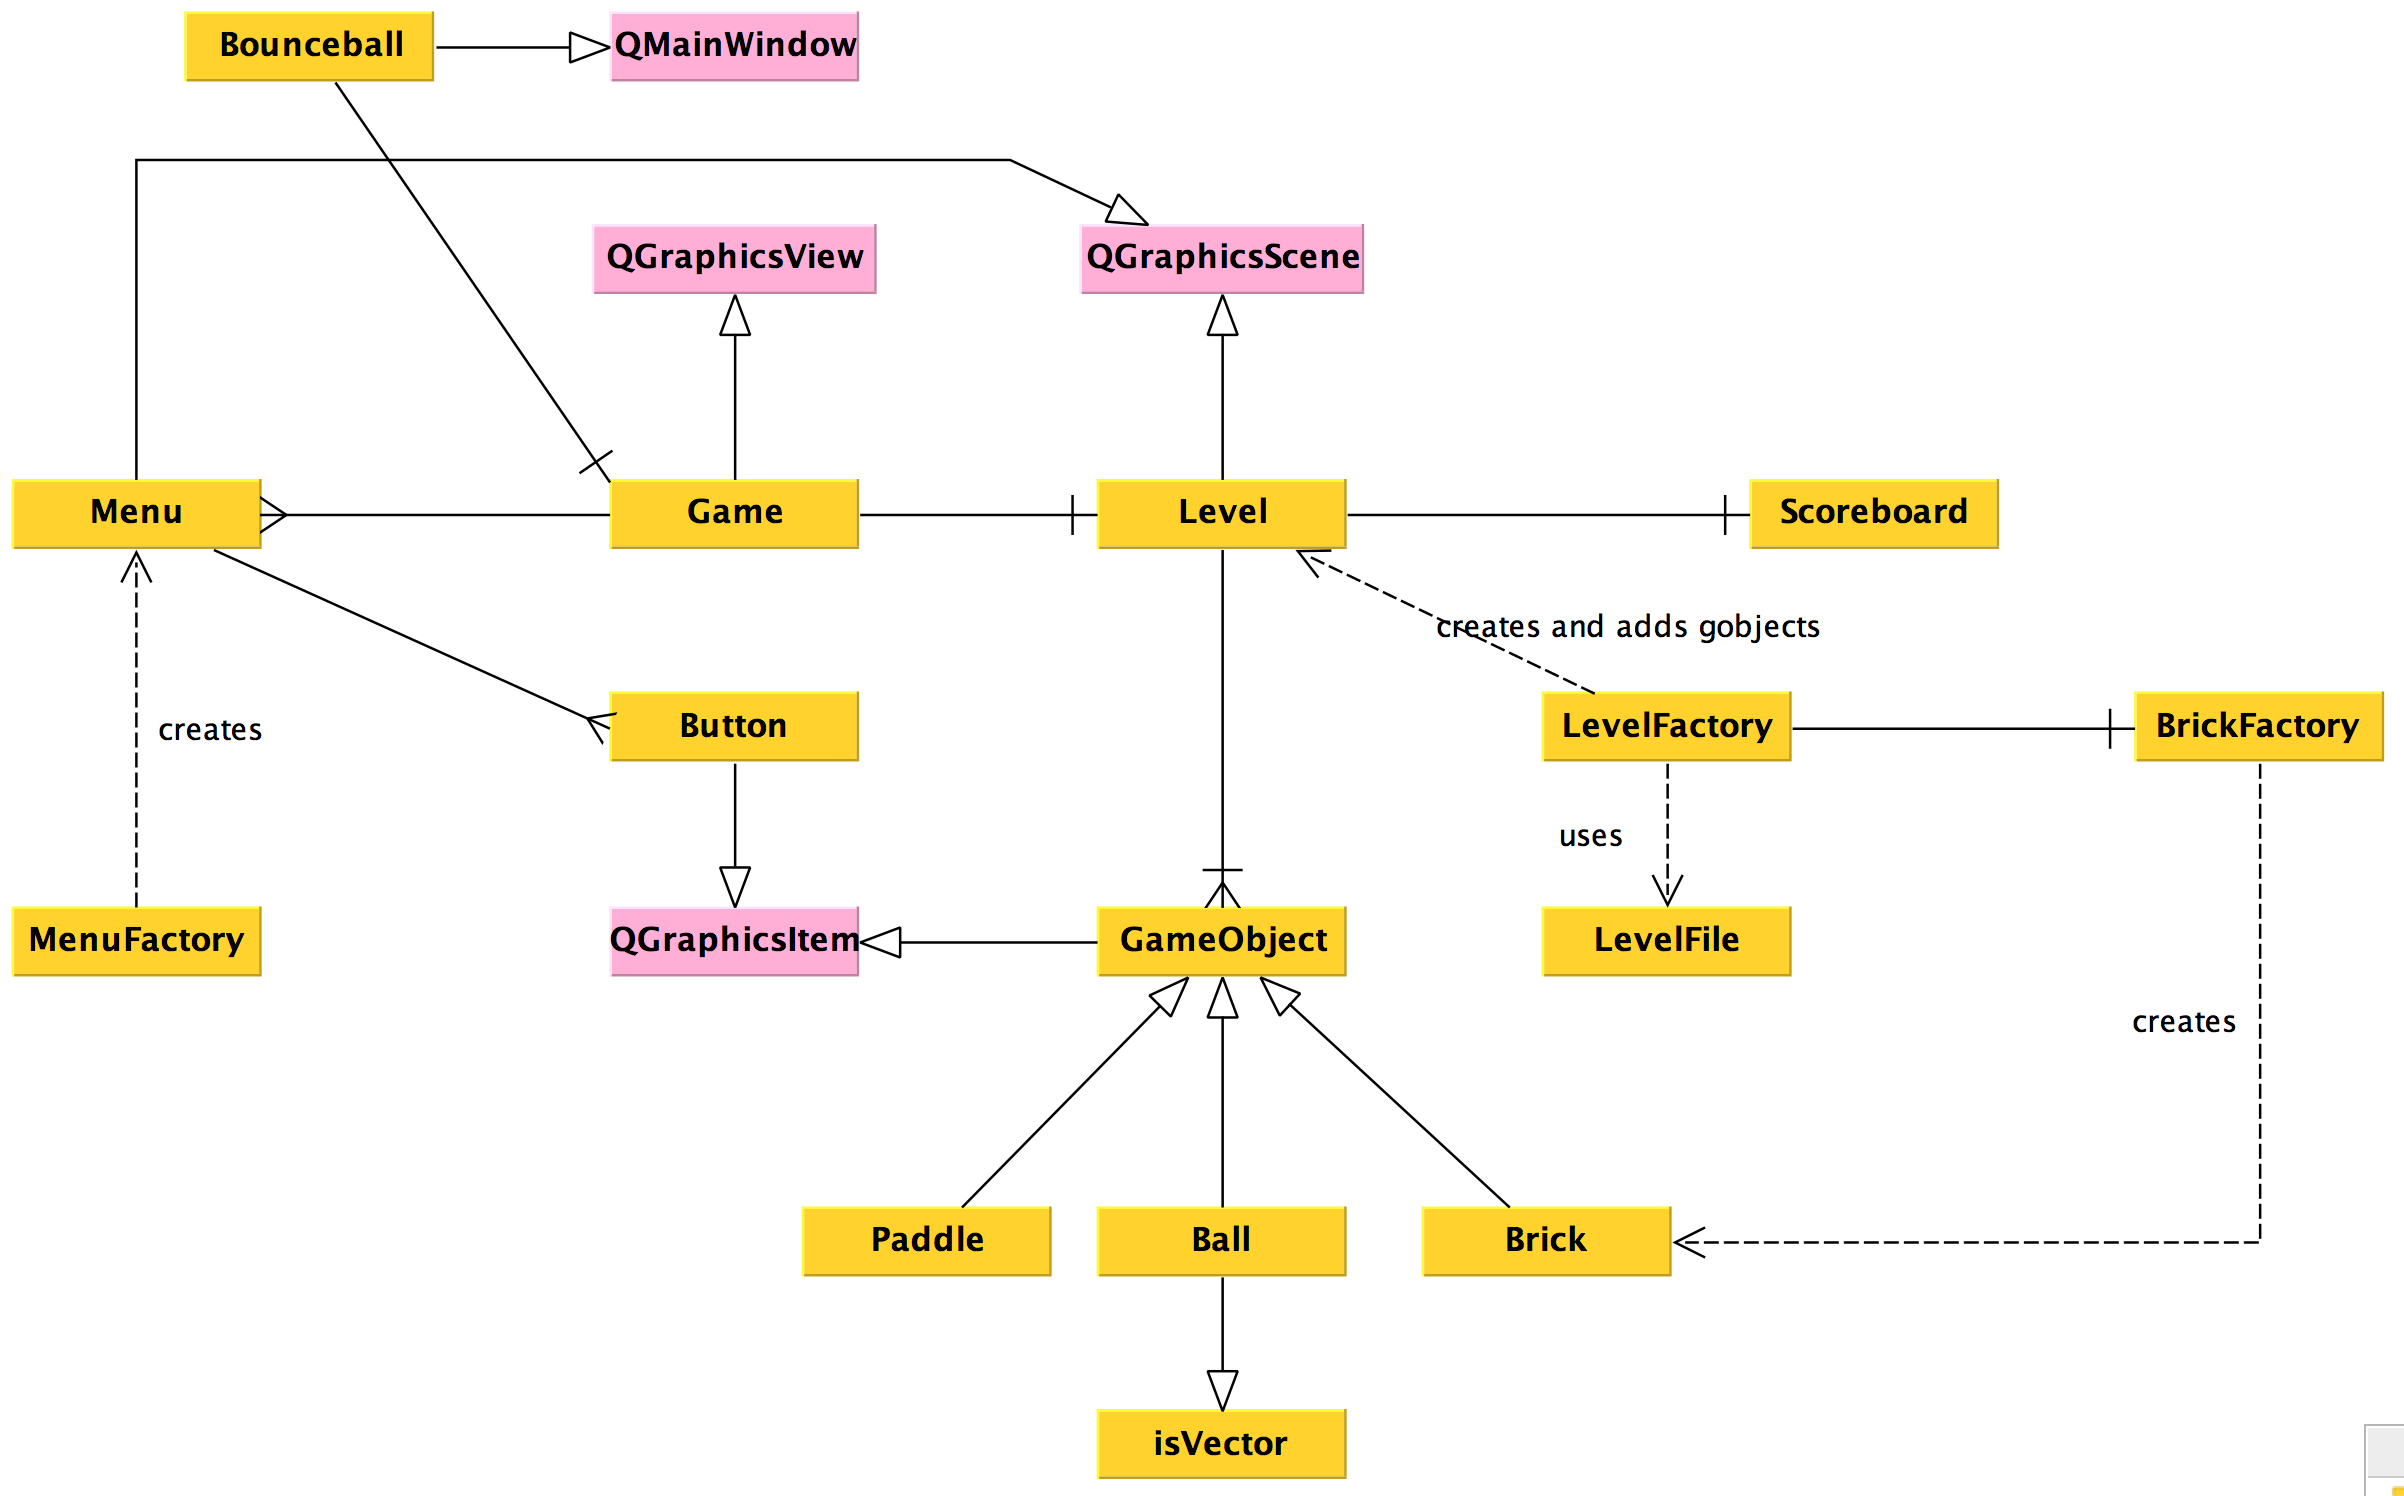 Bounceball
QMainWindow
QGraphicsView
QGraphicsScene
Menu
Game
Level
Scoreboard
creates and adds gobjects
creates
Button
LevelFactory
BrickFactory
uses
MenuFactory
QGraphicsItem
GameObject
LevelFile
creates
Paddle
Ball
Brick
isVector